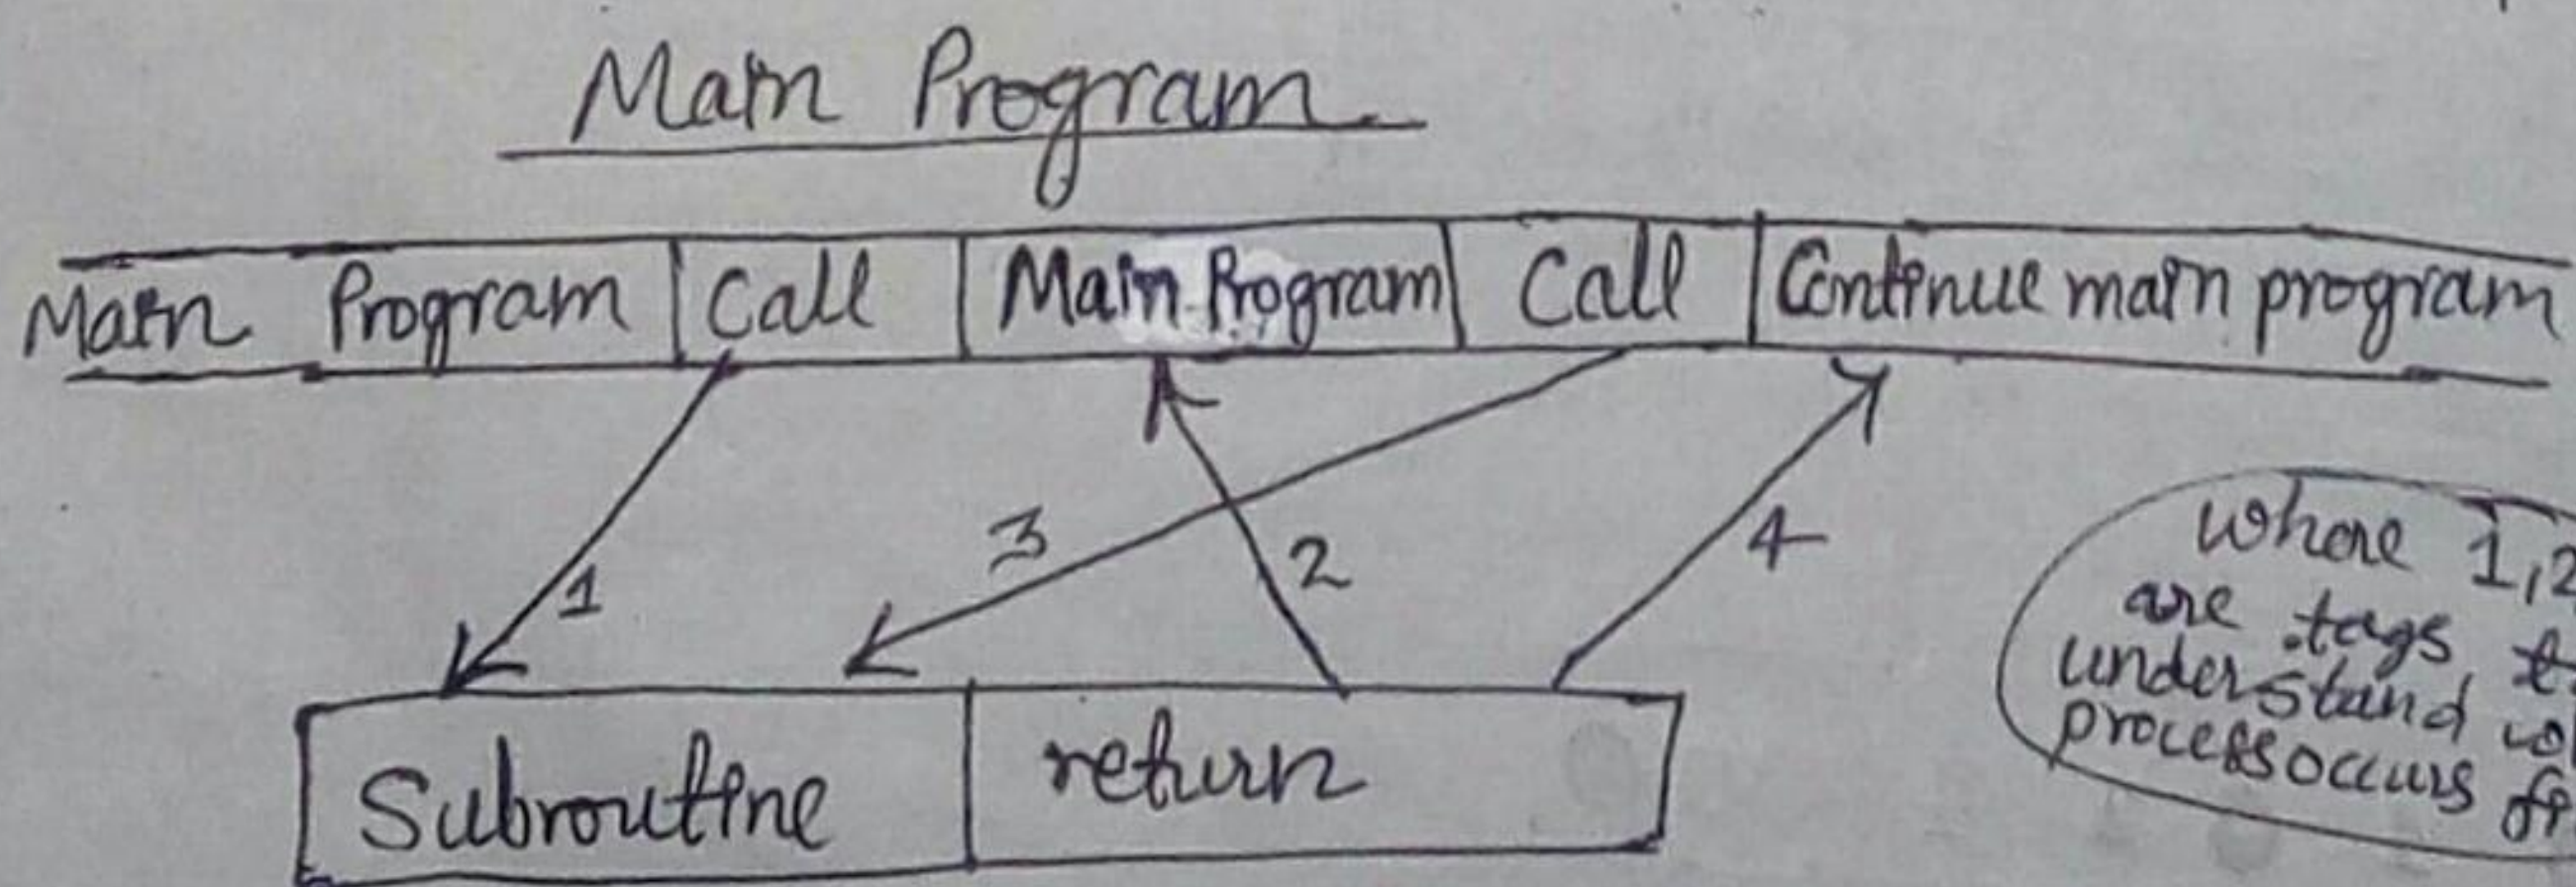 Main Program
Main Program Call Main Program Call Continue main program
1 3 2 4
Subroutine return
where 1,2
are tags
understand
process occurs